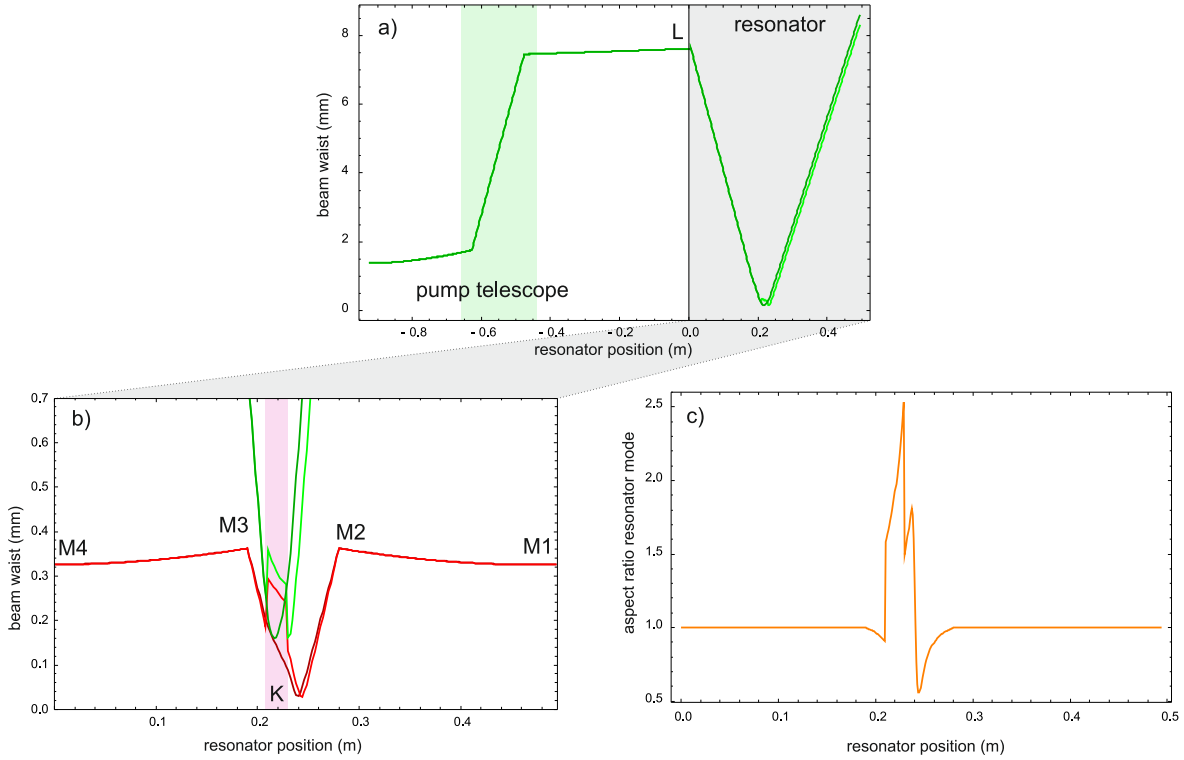 a)
L
resonator
8
6
4
2
0
beam waist (mm)
pump telescope
- 0.8
- 0.6
- 0.4
- 0.2
0.0
0.2
0.4
resonator position (m)
b)
0.7
0.6
0.5
0.4
0.3
0.2
0.1
0.0
beam waist (mm)
M4
M3
M2
M1
K
0.1
0.2
0.3
0.4
resonator position (m)
c)
2.5
2.0
1.5
1.0
0.5
aspect ratio resonator mode
0.0
0.1
0.2
0.3
0.4
0.5
resonator position (m)